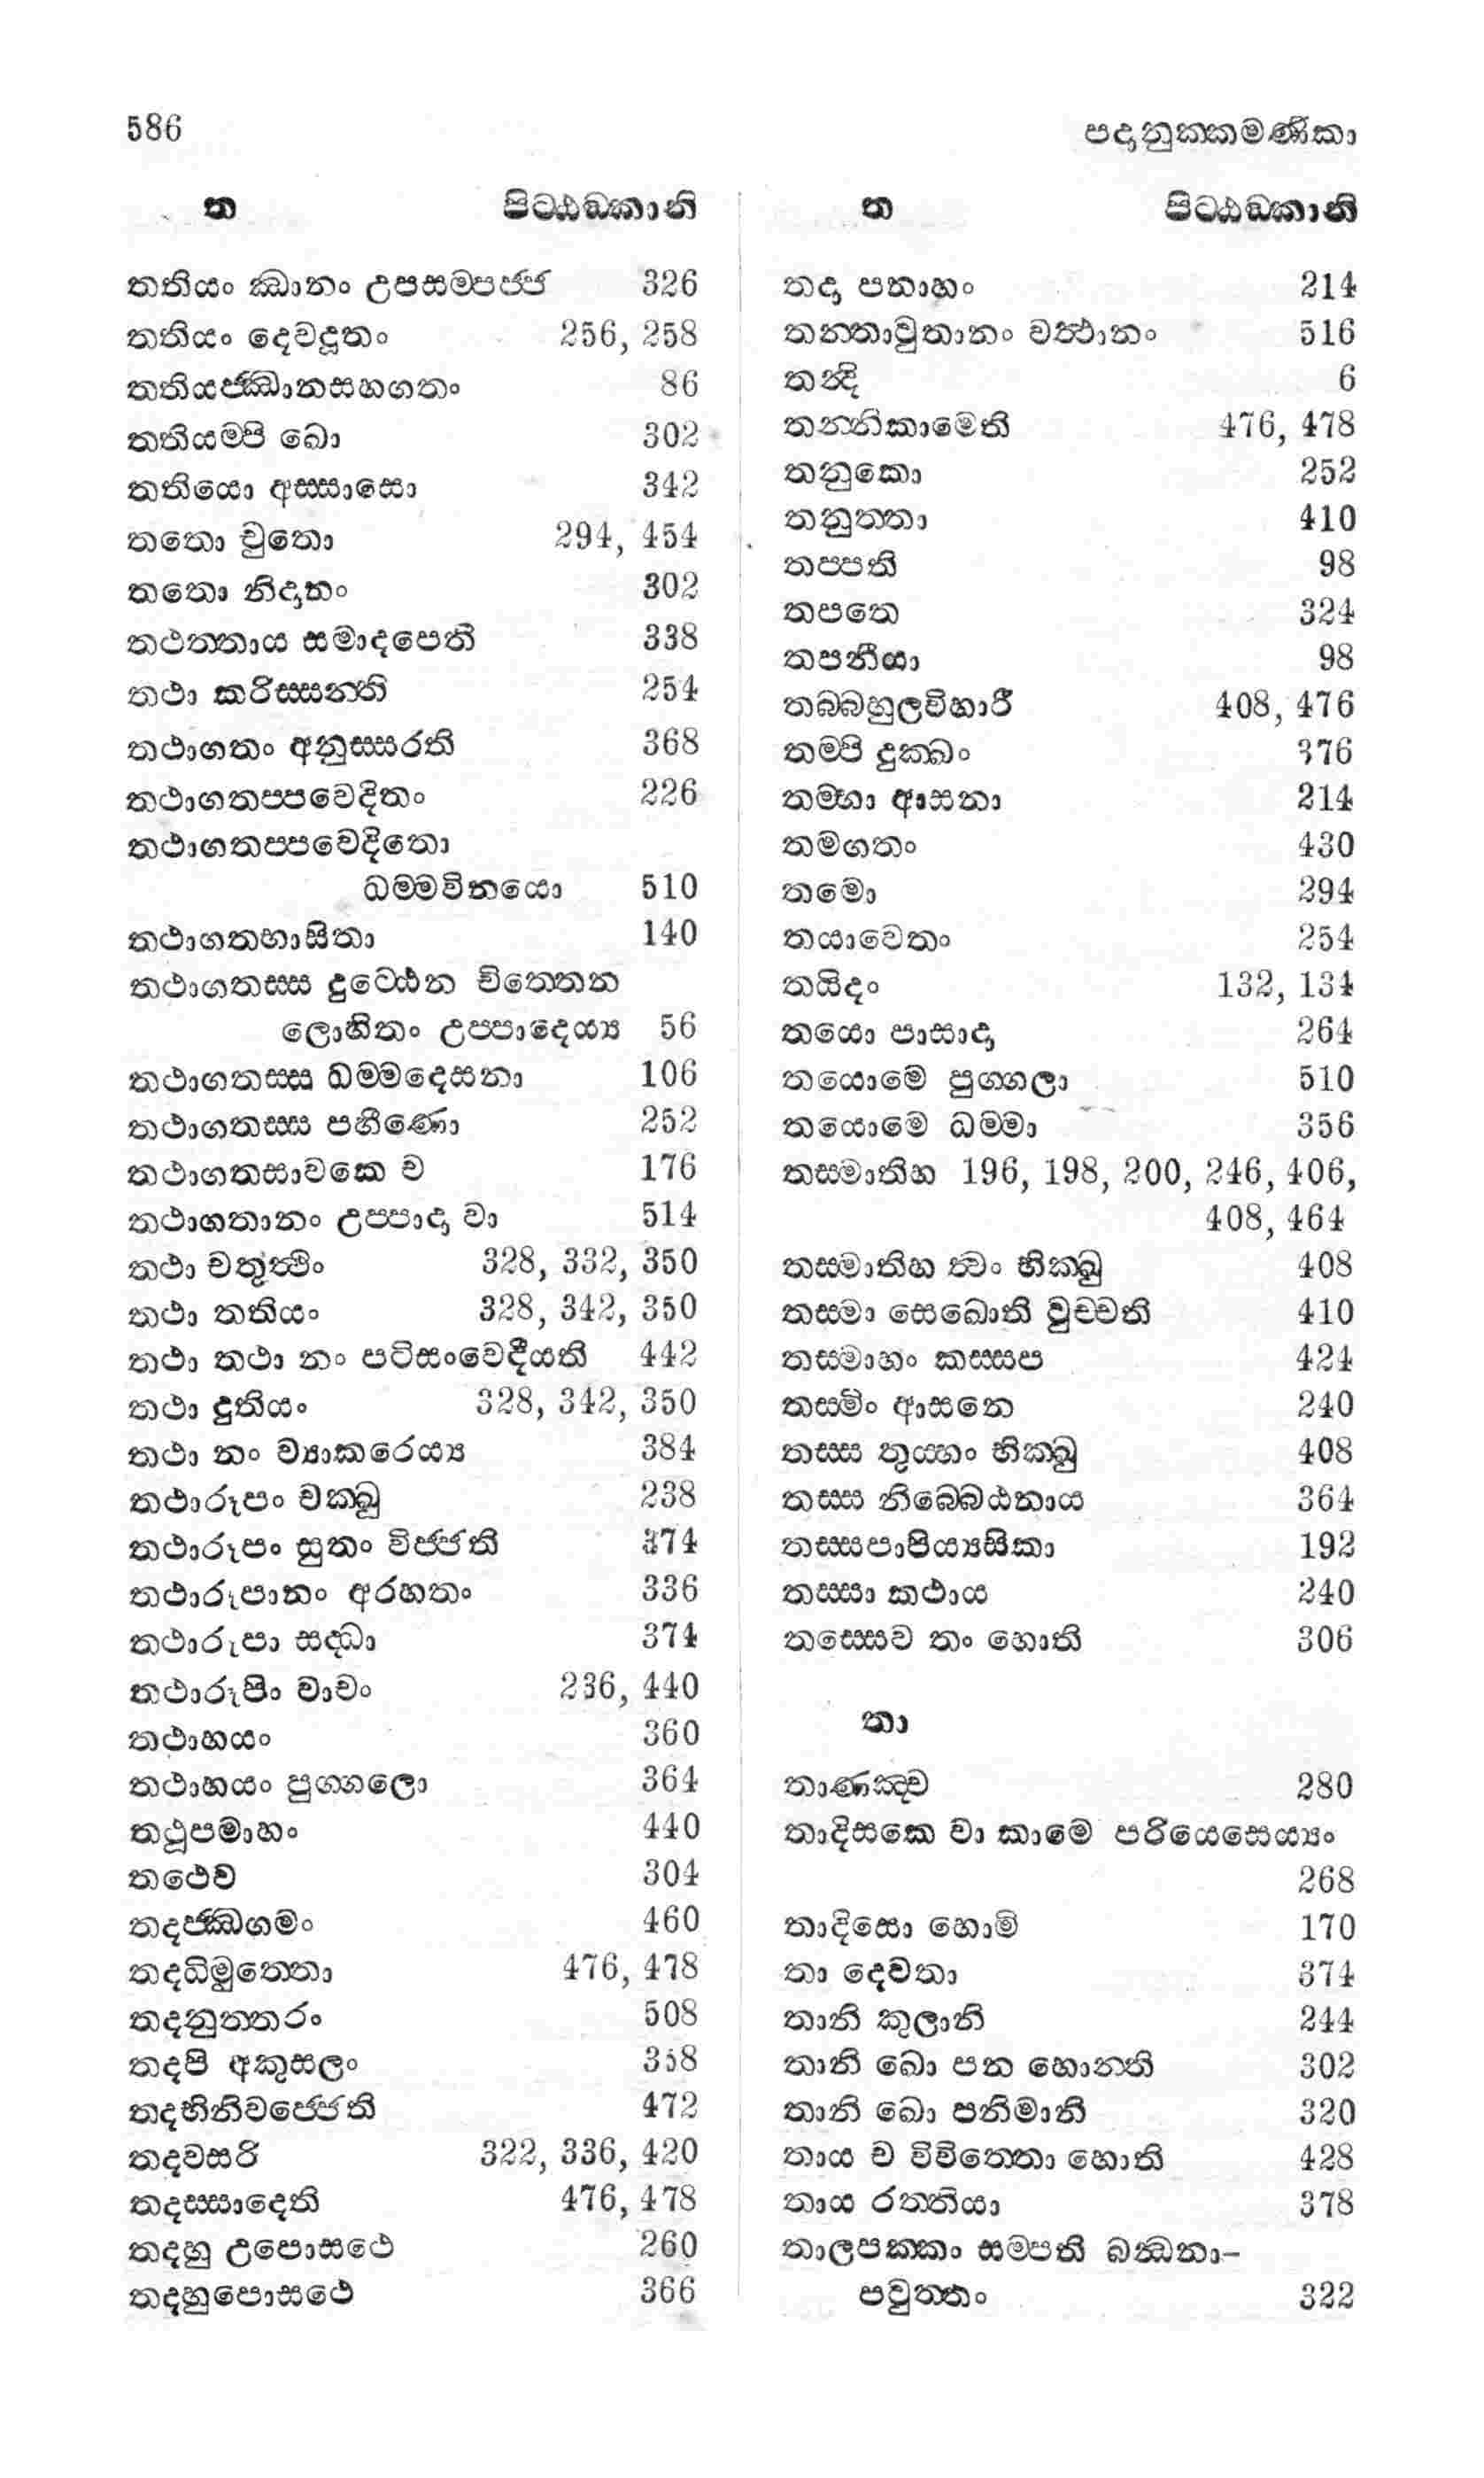 586 පදානුක්කමණිකා
ත පිට්ඨඞ්කානි
තතියං ඣානං උපසම්පජ්ජ 326
තතියං දෙවදූතං 256, 258
තතියජ්ඣානසහගතං 86
තතියම්පි ඛො 302
තතියො අස්සාසො 342
තතො චුතො 294, 454
තතො නිදානං 302
තථත්තාය සමාදපෙති 338
තථා කරිස්සන්ති 254
තථාගතං අනුස්සරති 368
තථාගතප්පවෙදිතං 226
තථාගතප්පවෙදිතො
ධම්මවිනයො 510
තථාගතභාසිතා 140
තථාගතස්ස දුට්ඨෙන චිත්තෙන
ලොහිතං උප්පාදෙය්‍ය 56
තථාගතස්ස ධම්මදෙසනා 106
තථාගතස්ස පහීණො 252
තථාගතසාවකෙ ච 176
තථාගතානං උප්පාදා වා 514
තථා චතුත්ථිං 328, 332, 350
තථා තතියං 328, 342, 350
තථා තථා නං පටිසංවෙදීයති 442
තථා දුතියං 328, 342, 350
තථා නං ව්‍යාකරෙය්‍ය 384
තථාරූපං චක්ඛු 238
තථාරූපං සුතං විජ්ජති 374
තථාරූපානං අරහතං 336
තථාරූපා සද්ධා 374
තථාරූපිං වාචං 236, 440
තථාහයං 360
තථාහයං පුග්ගලො 364
තථූපමාහං 440
තථෙව 304
තදජ්ඣගමං 460
තදධිමුත්තො 476, 478
තදනුත්තරං 508
තදපි අකුසලං 358
තදභිනිවජ්ජෙති 472
තදවසරි 322, 336, 420
තදස්සාදෙති 476, 478
තදහු උපොසථෙ 260
තදහුපොසථෙ 366
ත පිට්ඨඞ්කානි
තදා පනාහං 214
තන්තාවුතානං වත්ථානං 516
තන්දි 6
තන්නිකාමෙති 476, 478
තනුකො 252
තනුත්තා 410
තප්පති 98
තපතෙ 324
තපනීයා 98
තබ්බහුලවිහාරී 408, 476
තම්පි දුක්ඛං 376
තම්හා ආසනා 214
තමගතං 430
තමො 294
තයාවෙතං 254
තයිදං 132, 134
තයො පාසාදා 264
තයොමෙ පුග්ගලා 510
තයොමෙ ධම්මා 356
තස්මාතිහ 196, 198, 200, 246, 406,
408, 464
තස්මාතිහ ත්වං භික්ඛු 408
තස්මා සෙඛොති වුච්චති 410
තස්මාහං කස්සප 424
තස්මිං ආසනෙ 240
තස්ස තුය්හං භික්ඛු 408
තස්ස නිබ්බෙඨනාය 364
තස්සපාපිය්‍යසිකා 192
තස්සා කථාය 240
තස්සෙව තං හොති 306
තා
තාණඤ්ච 280
තාදිසකෙ වා කාමෙ පරියෙසෙය්‍යං
268
තාදිසො හොමි 170
තා දෙවතා 374
තානි කුලානි 244
තානි ඛො පන හොන්ති 302
තානි ඛො පනිමානි 320
තාය ච විචිත්තො හොති 428
තාය රත්තියා 378
තාලපක්කං සම්පති බන්ධනා-
පවුත්තං 322